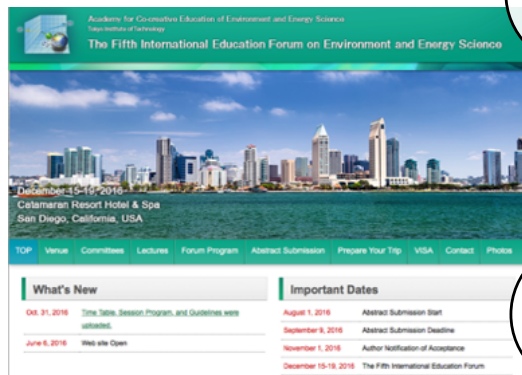 Academy for Co-creative Education of Environment and Energy Science
Tokyo Institute of Technology
The Fifth International Education Forum on Environment and Energy Science
December 15-19, 2016
Catamaran Resort Hotel & Spa
San Diego, California, USA
TOP Venue Committees Lectures Forum Program Abstract Submission Prepare Your Trip VISA Contact Photos
What's New
Oct. 31, 2016 Time Table, Session Program, and Guidelines were
uploaded.
June 6, 2016 Web site Open
Important Dates
August 1, 2016 Abstract Submission Start
September 9, 2016 Abstract Submission Deadline
November 1, 2016 Author Notification of Acceptance
December 15-19, 2016 The Fifth International Education Forum